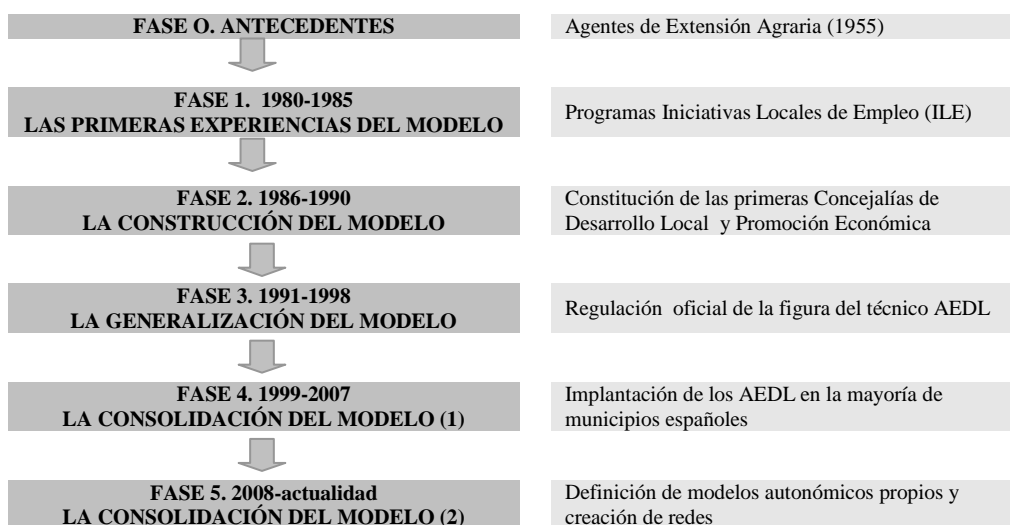 FASE O. ANTECEDENTES
Agentes de Extensión Agraria (1955)
FASE 1. 1980-1985
LAS PRIMERAS EXPERIENCIAS DEL MODELO
Programas Iniciativas Locales de Empleo (ILE)
FASE 2. 1986-1990
LA CONSTRUCCIÓN DEL MODELO
Constitución de las primeras Concejalías de
Desarrollo Local y Promoción Económica
FASE 3. 1991-1998
LA GENERALIZACIÓN DEL MODELO
Regulación oficial de la figura del técnico AEDL
FASE 4. 1999-2007
LA CONSOLIDACIÓN DEL MODELO (1)
Implantación de los AEDL en la mayoría de
municipios españoles
FASE 5. 2008-actualidad
LA CONSOLIDACIÓN DEL MODELO (2)
Definición de modelos autonómicos propios y
creación de redes